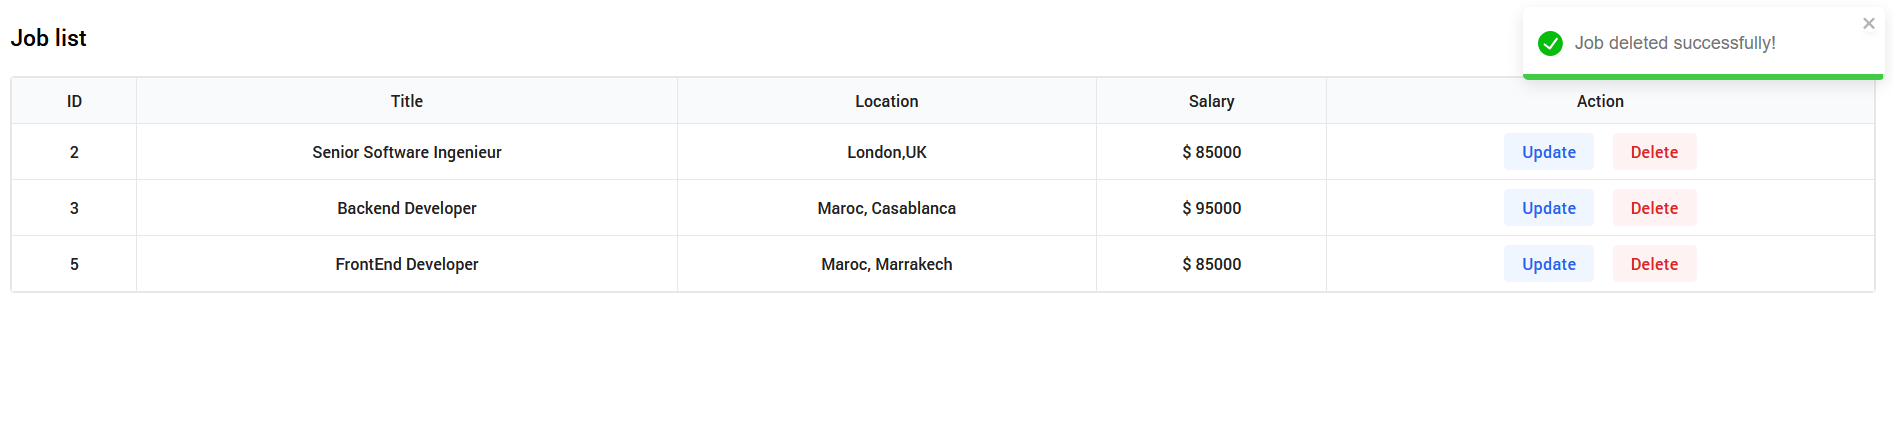 Job list
Job deleted successfully!
ID Title Location Salary Action
2 Senior Software Ingenieur London,UK $ 85000 Update Delete
3 Backend Developer Maroc, Casablanca $ 95000 Update Delete
5 FrontEnd Developer Maroc, Marrakech $ 85000 Update Delete